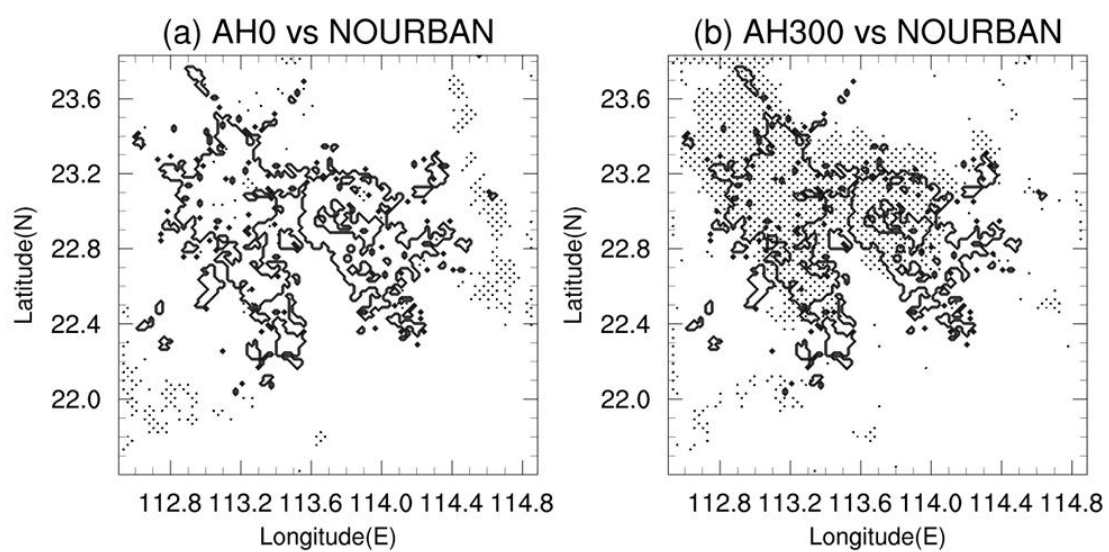 (a) AH0 vs NOURBAN
(b) AH300 vs NOURBAN
23.6
23.2
22.8
22.4
22.0
Latitude(N)
112.8 113.2 113.6 114.0 114.4 114.8
Longitude(E)
23.6
23.2
22.8
22.4
22.0
Latitude(N)
112.8 113.2 113.6 114.0 114.4 114.8
Longitude(E)